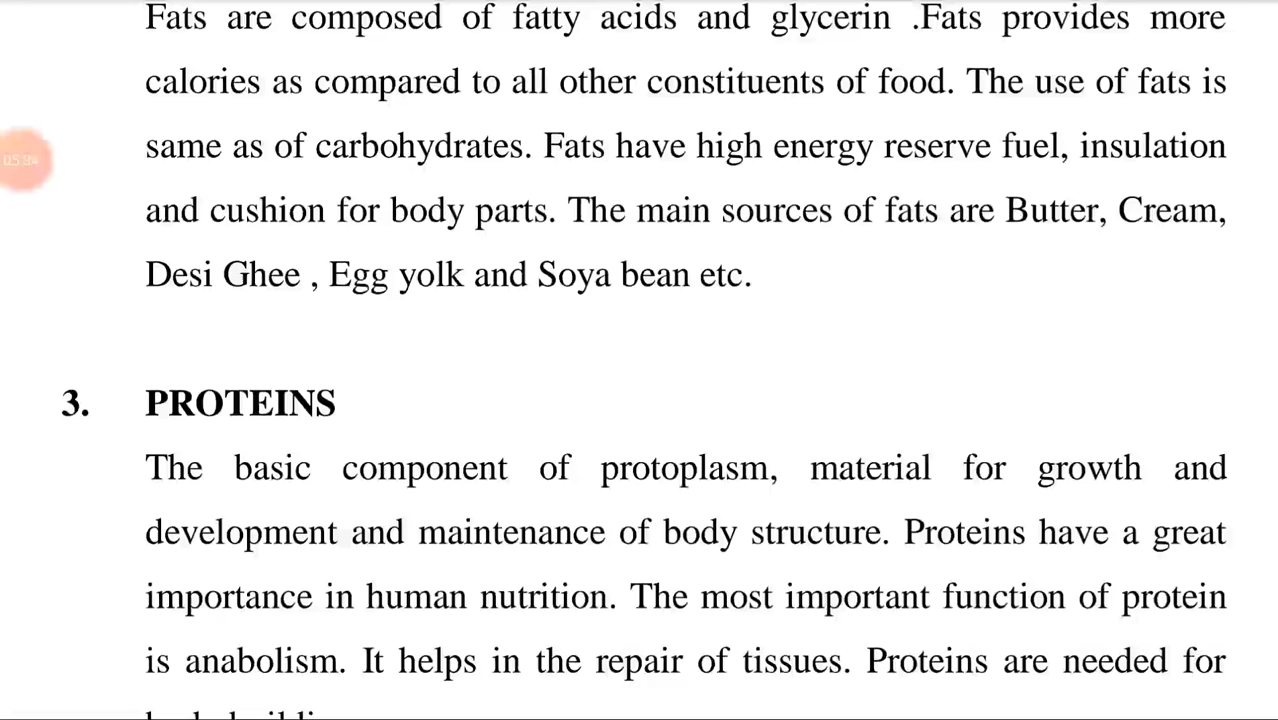 Fats are composed of fatty acids and glycerin .Fats provides more
calories as compared to all other constituents of food. The use of fats is
same as of carbohydrates. Fats have high energy reserve fuel, insulation
and cushion for body parts. The main sources of fats are Butter, Cream,
Desi Ghee , Egg yolk and Soya bean etc.
3. PROTEINS
The basic component of protoplasm, material for growth and
development and maintenance of body structure. Proteins have a great
importance in human nutrition. The most important function of protein
is anabolism. It helps in the repair of tissues. Proteins are needed for